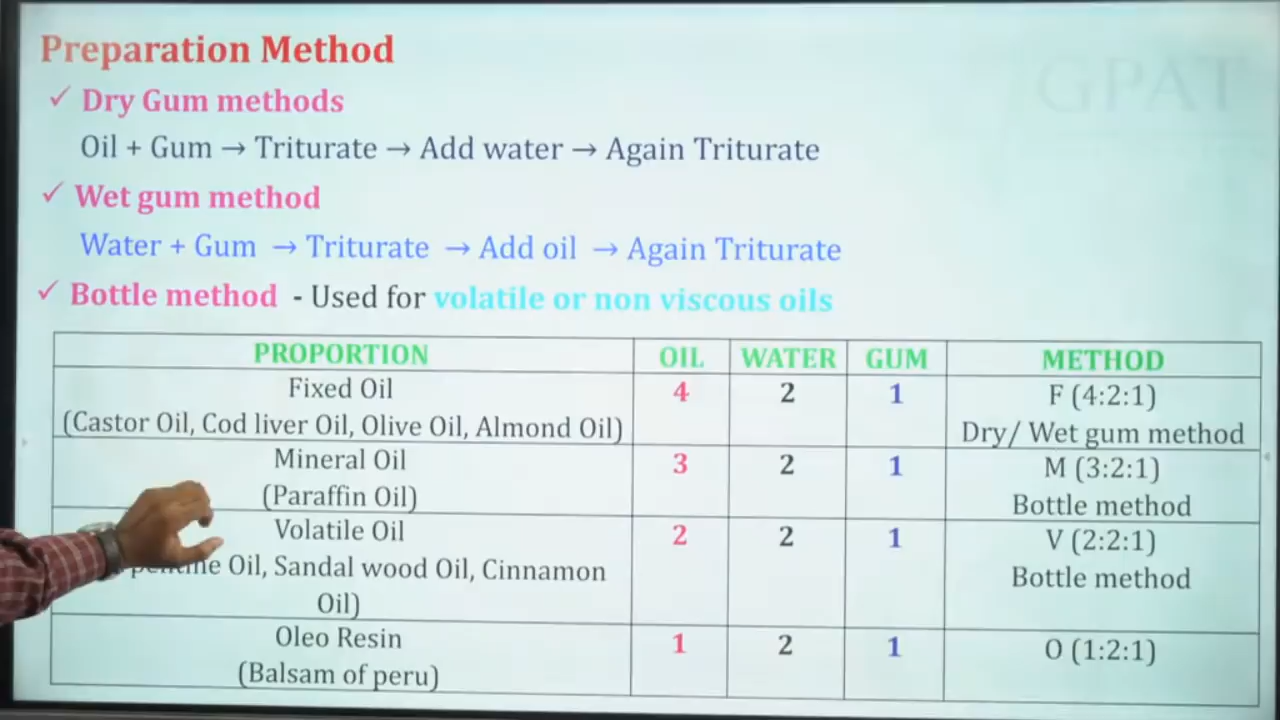 GPAT
Preparation Method
✓ Dry Gum methods
Oil + Gum → Triturate → Add water → Again Triturate
✓ Wet gum method
Water + Gum → Triturate → Add oil → Again Triturate
✓ Bottle method - Used for volatile or non viscous oils
PROPORTION OIL WATER GUM METHOD
Fixed Oil 4 2 1 F (4:2:1)
(Castor Oil, Cod liver Oil, Olive Oil, Almond Oil) Dry/ Wet gum method
Mineral Oil 3 2 1 M (3:2:1)
(Paraffin Oil) Bottle method
Volatile Oil 2 2 1 V (2:2:1)
Oil, Sandal wood Oil, Cinnamon Bottle method
Oil)
Oleo Resin 1 2 1 O (1:2:1)
(Balsam of peru)